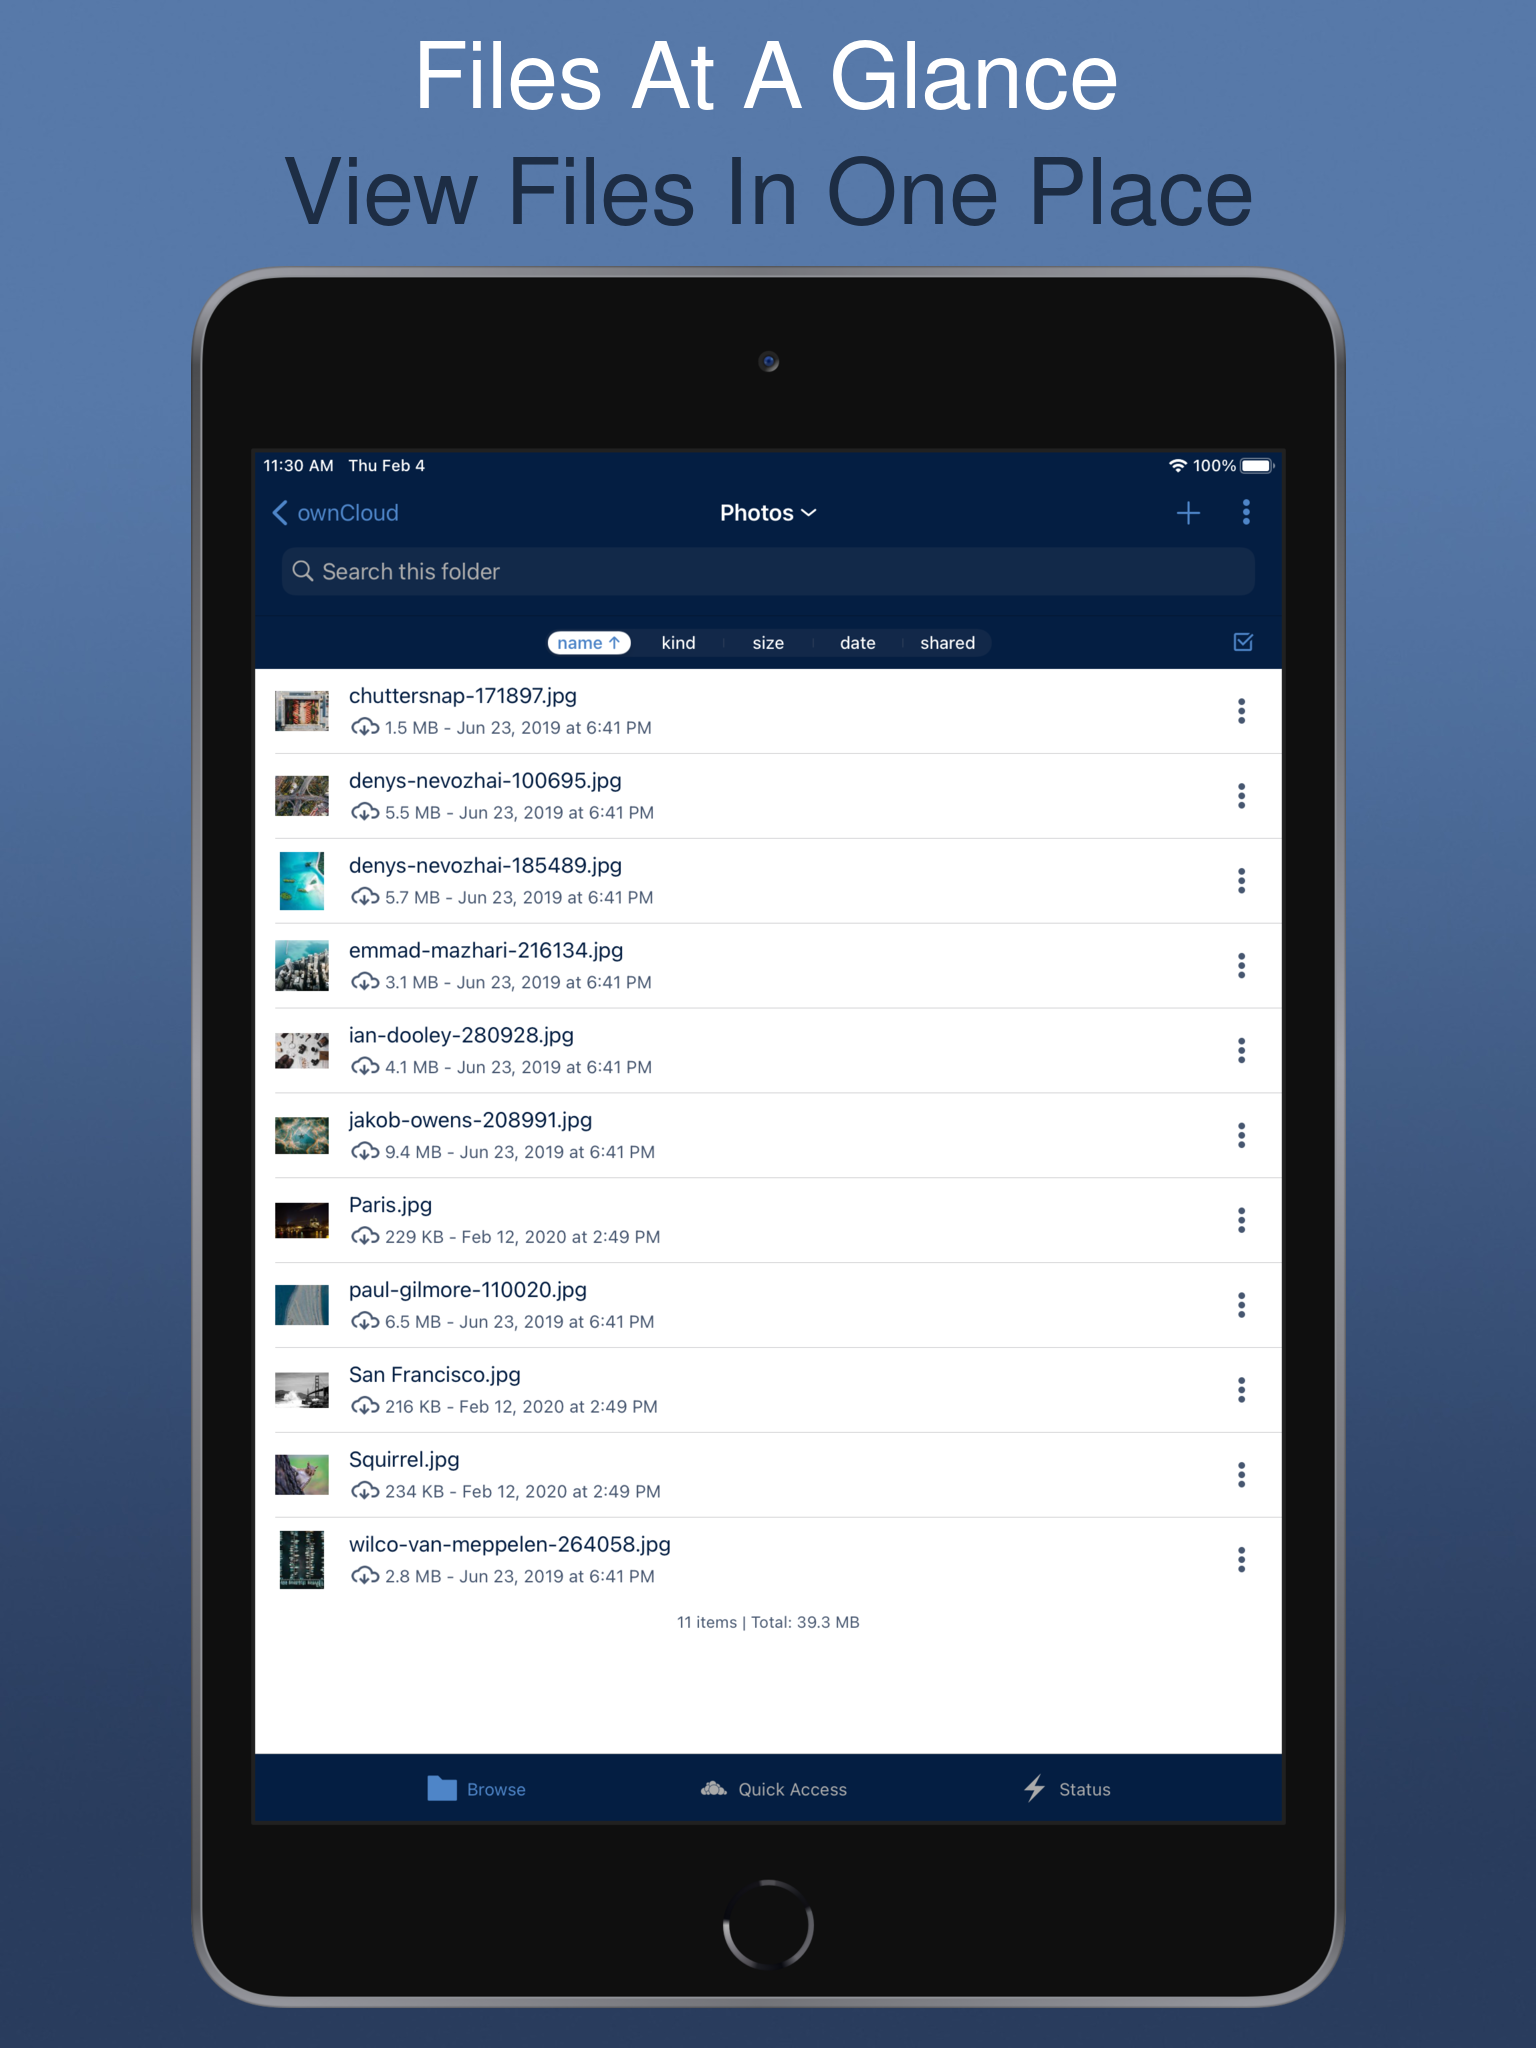 Files At A Glance
View Files In One Place
11:30 AM Thu Feb 4 100%
ownCloud Photos
Search this folder
name ↑ kind size date shared
chuttersnap-171897.jpg
1.5 MB - Jun 23, 2019 at 6:41 PM
denys-nevozhai-100695.jpg
5.5 MB - Jun 23, 2019 at 6:41 PM
denys-nevozhai-185489.jpg
5.7 MB - Jun 23, 2019 at 6:41 PM
emmad-mazhari-216134.jpg
3.1 MB - Jun 23, 2019 at 6:41 PM
ian-dooley-280928.jpg
4.1 MB - Jun 23, 2019 at 6:41 PM
jakob-owens-208991.jpg
9.4 MB - Jun 23, 2019 at 6:41 PM
Paris.jpg
229 KB - Feb 12, 2020 at 2:49 PM
paul-gilmore-110020.jpg
6.5 MB - Jun 23, 2019 at 6:41 PM
San Francisco.jpg
216 KB - Feb 12, 2020 at 2:49 PM
Squirrel.jpg
234 KB - Feb 12, 2020 at 2:49 PM
wilco-van-meppelen-264058.jpg
2.8 MB - Jun 23, 2019 at 6:41 PM
11 items | Total: 39.3 MB
Browse Quick Access Status